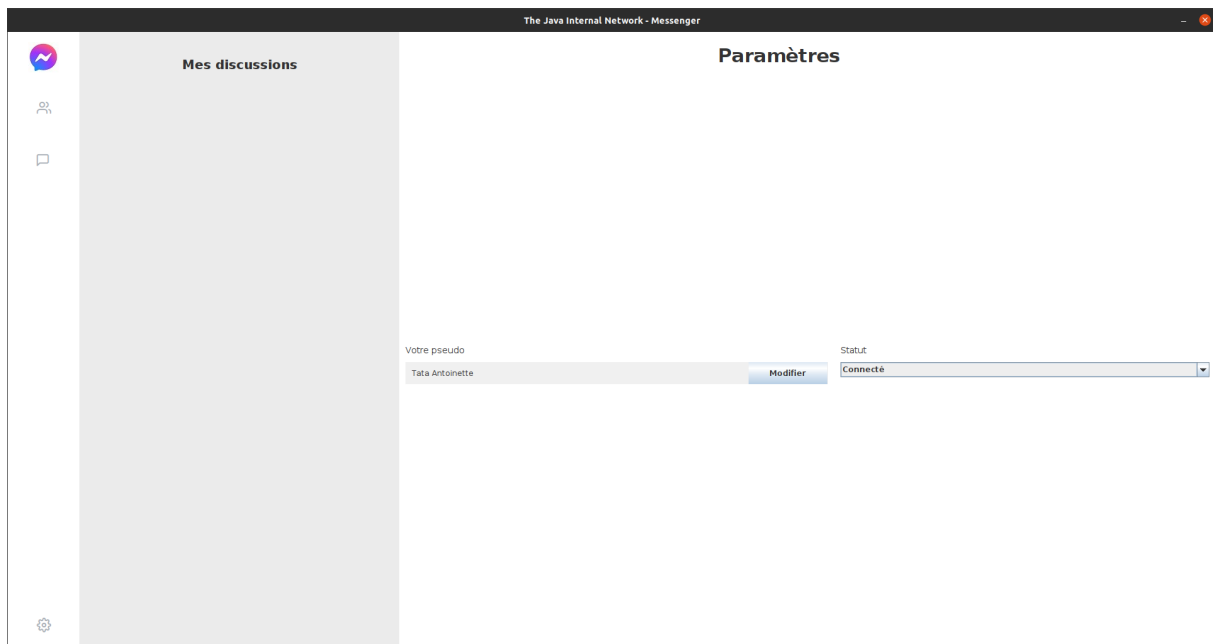 The Java Internal Network - Messenger
Mes discussions
Paramètres
Votre pseudo
Statut
Tata Antoinette
Modifier
Connecté